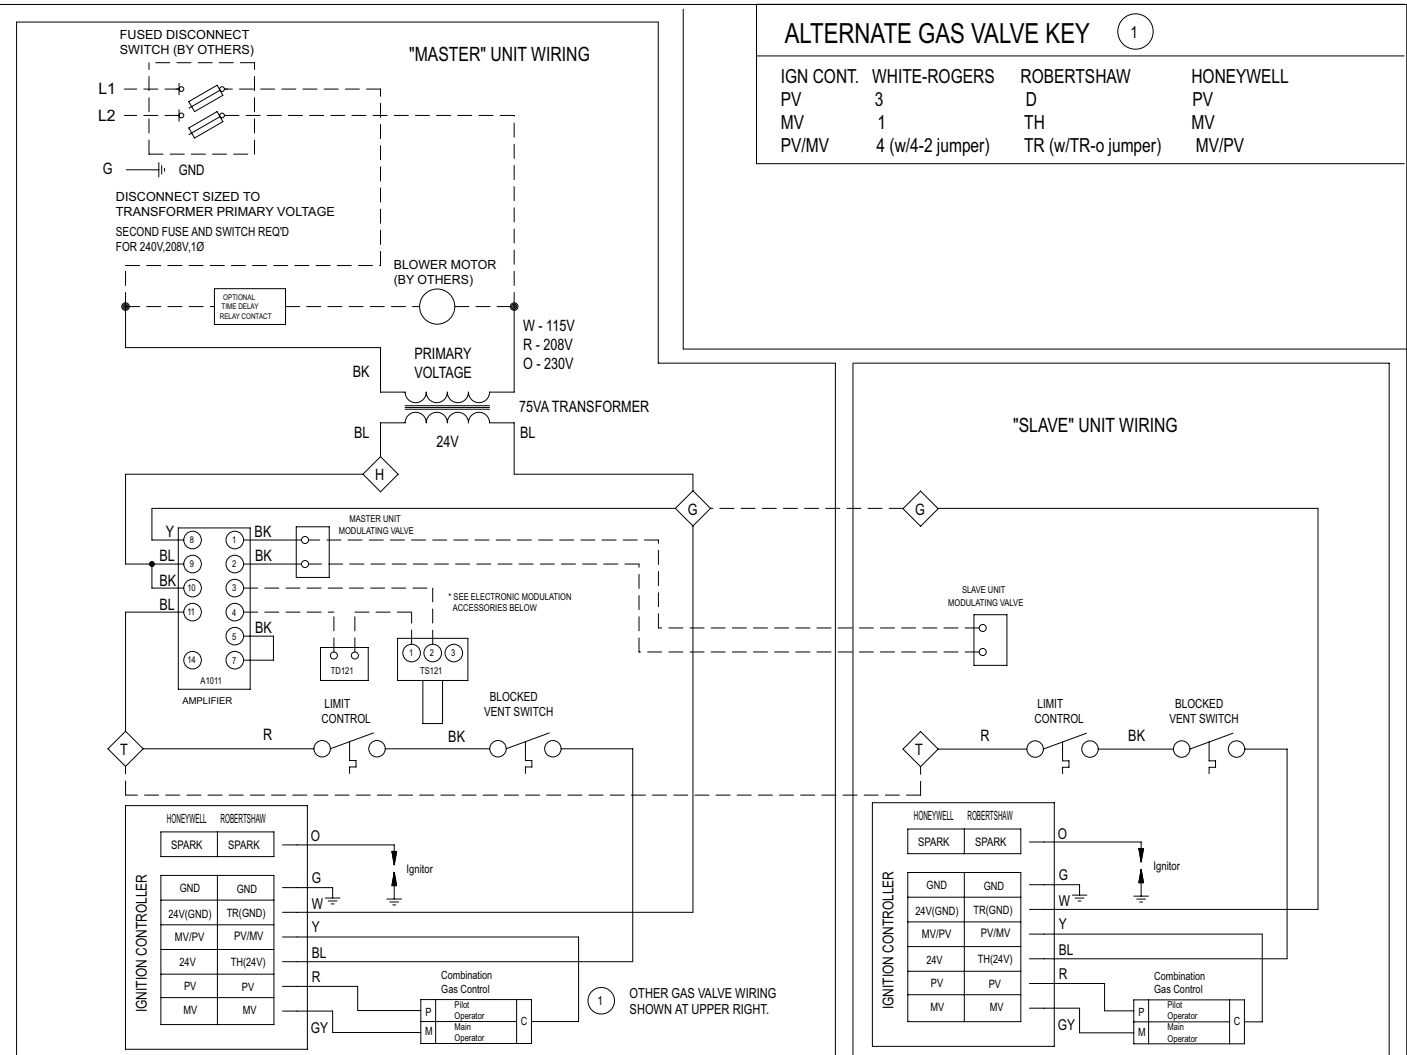 FUSED DISCONNECT
SWITCH (BY OTHERS)
"MASTER" UNIT WIRING
L1
L2
G
GND
DISCONNECT SIZED TO
TRANSFORMER PRIMARY VOLTAGE
SECOND FUSE AND SWITCH REQ'D
FOR 240V,208V,1Ø
BLOWER MOTOR
(BY OTHERS)
OPTIONAL
TIME DELAY
RELAY CONTACT
W - 115V
R - 208V
O - 230V
PRIMARY
VOLTAGE
BK
75VA TRANSFORMER
BL
24V
BL
H
G
ALTERNATE GAS VALVE KEY 1
IGN CONT. WHITE-ROGERS ROBERTSHAW HONEYWELL
PV 3 D PV
MV 1 TH MV
PV/MV 4 (w/4-2 jumper) TR (w/TR-o jumper) MV/PV
MASTER UNIT
MODULATING VALVE
Y 8 1 BK
BL 9 2 BK
BK 10 3
BL 11 4
5 BK
14 7
A1011
AMPLIFIER
* SEE ELECTRONIC MODULATION
ACCESSORIES BELOW
TD121
1 2 3
TS121
T
R
LIMIT
CONTROL
BK
BLOCKED
VENT SWITCH
IGNITION CONTROLLER
HONEYWELL ROBERTSHAW
SPARK SPARK O
Ignitor
GND GND G
24V(GND) TR(GND) W
MV/PV PV/MV Y
24V TH(24V) BL
PV PV R
MV MV GY
Combination
Gas Control
P Pilot
Operator
M Main
Operator
C
1 OTHER GAS VALVE WIRING
SHOWN AT UPPER RIGHT.
"SLAVE" UNIT WIRING
G
SLAVE UNIT
MODULATING VALVE
T
R
LIMIT
CONTROL
BK
BLOCKED
VENT SWITCH
IGNITION CONTROLLER
HONEYWELL ROBERTSHAW
SPARK SPARK O
Ignitor
GND GND G
24V(GND) TR(GND) W
MV/PV PV/MV Y
24V TH(24V) BL
PV PV R
MV MV GY
Combination
Gas Control
P Pilot
Operator
M Main
Operator
C